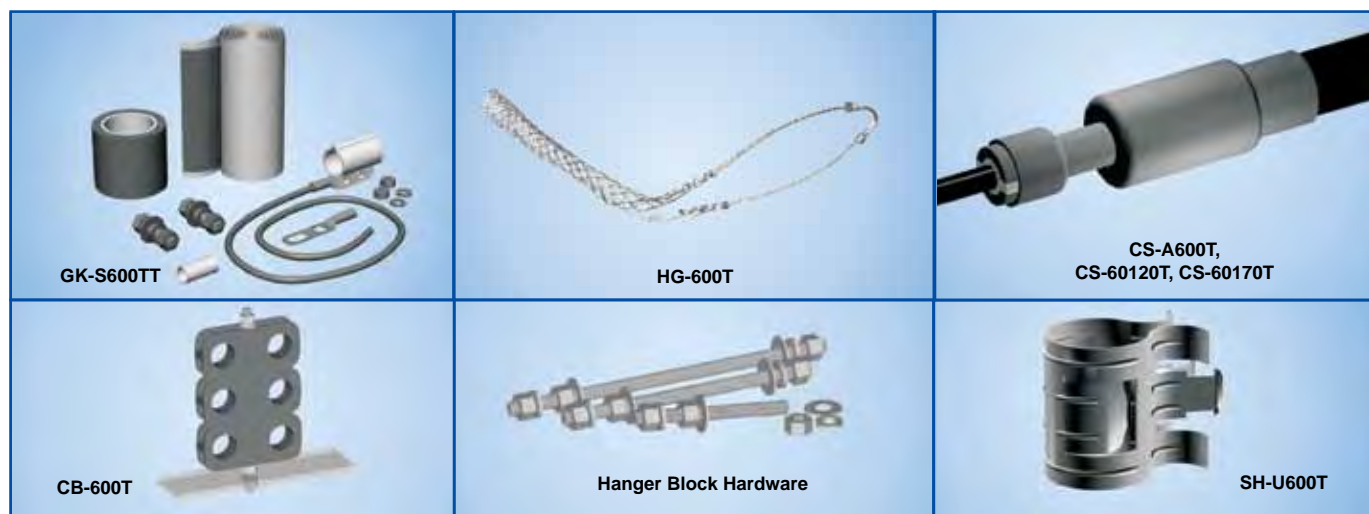 GK-S600TT
HG-600T
CS-A600T,
CS-60120T, CS-60170T
CB-600T
Hanger Block Hardware
SH-U600T